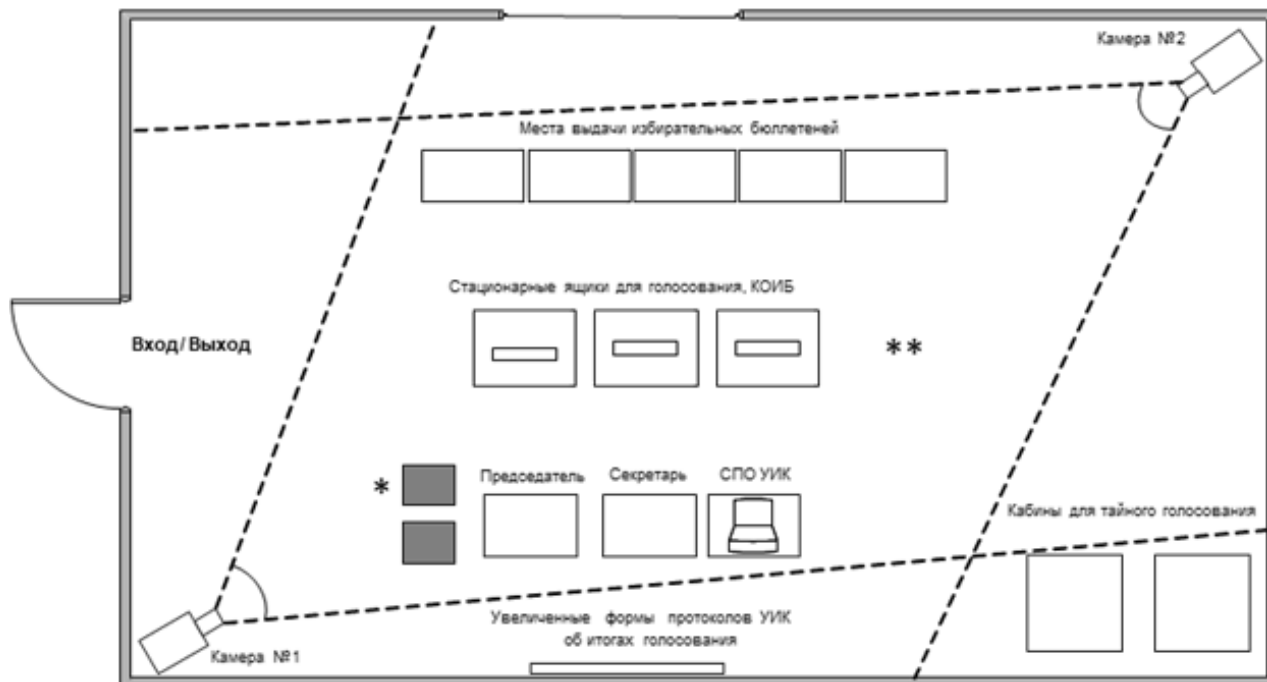 Камера №2
Места выдачи избирательных бюллетеней
Стационарные ящики для голосования, КОИБ
Вход/Выход
**
*
Председатель
Секретарь
СПО УИК
Кабины для тайного голосования
Увеличенные формы протоколов УИК
об итогах голосования
Камера №1